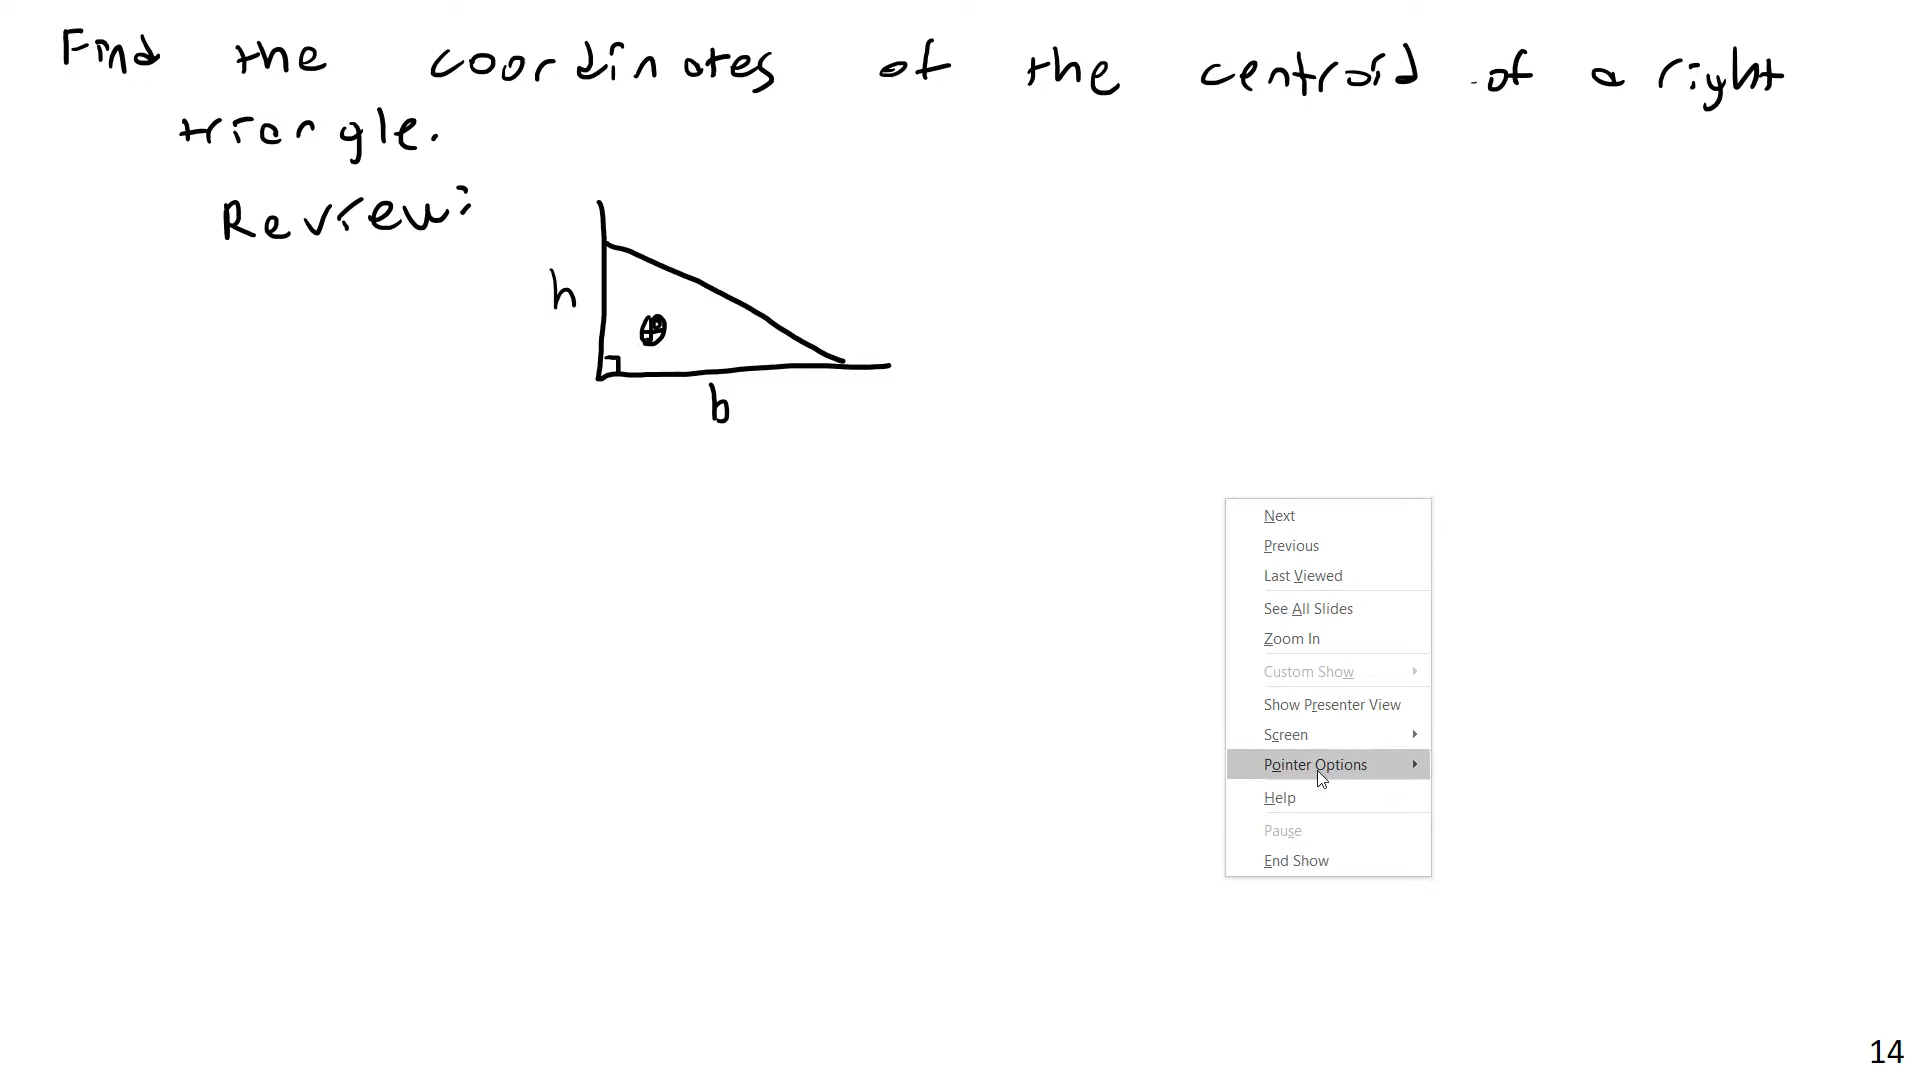 Find the coordinates of the centroid of a right
triangle.
Review:
h
b
Next
Previous
Last Viewed
See All Slides
Zoom In
Custom Show
Show Presenter View
Screen
Pointer Options
Help
Pause
End Show
14